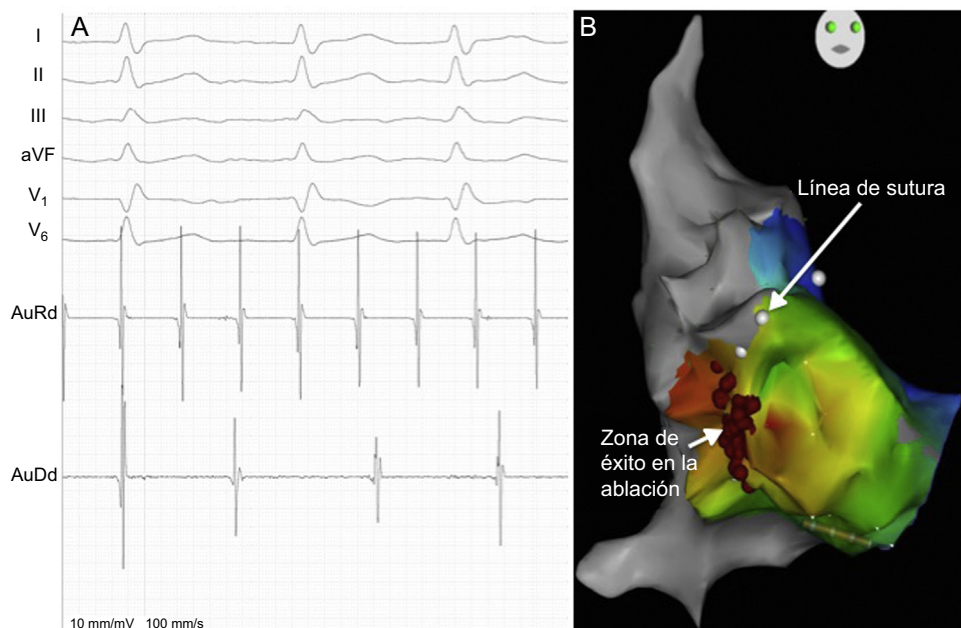 A
I
II
III
aVF
V1
V6
AuRd
AuDd
10 mm/mV 100 mm/s
B
Línea de sutura
Zona de
éxito en la
ablación